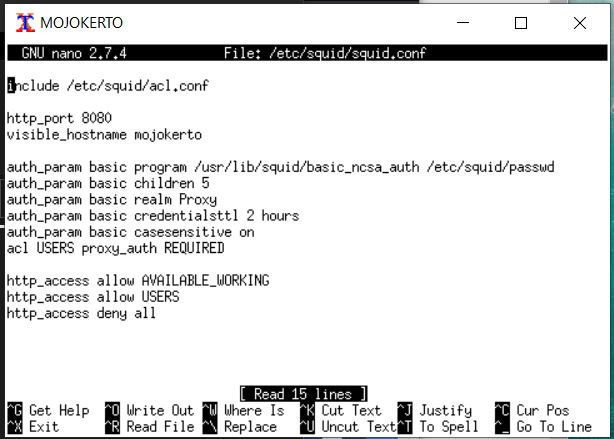 MOJOKERTO
GNU nano 2.7.4 File: /etc/squid/squid.conf
include /etc/squid/acl.conf
http_port 8080
visible_hostname mojokerto
auth_param basic program /usr/lib/squid/basic_ncsa_auth /etc/squid/passwd
auth_param basic children 5
auth_param basic realm Proxy
auth_param basic credentialsttl 2 hours
auth_param basic casesensitive on
acl USERS proxy_auth REQUIRED
http_access allow AVAILABLE_WORKING
http_access allow USERS
http_access deny all
[ Read 15 lines ]
^G Get Help ^O Write Out ^W Where Is ^K Cut Text ^J Justify ^C Cur Pos
^X Exit ^R Read File ^\ Replace ^U Uncut Text ^T To Spell ^_ Go To Line